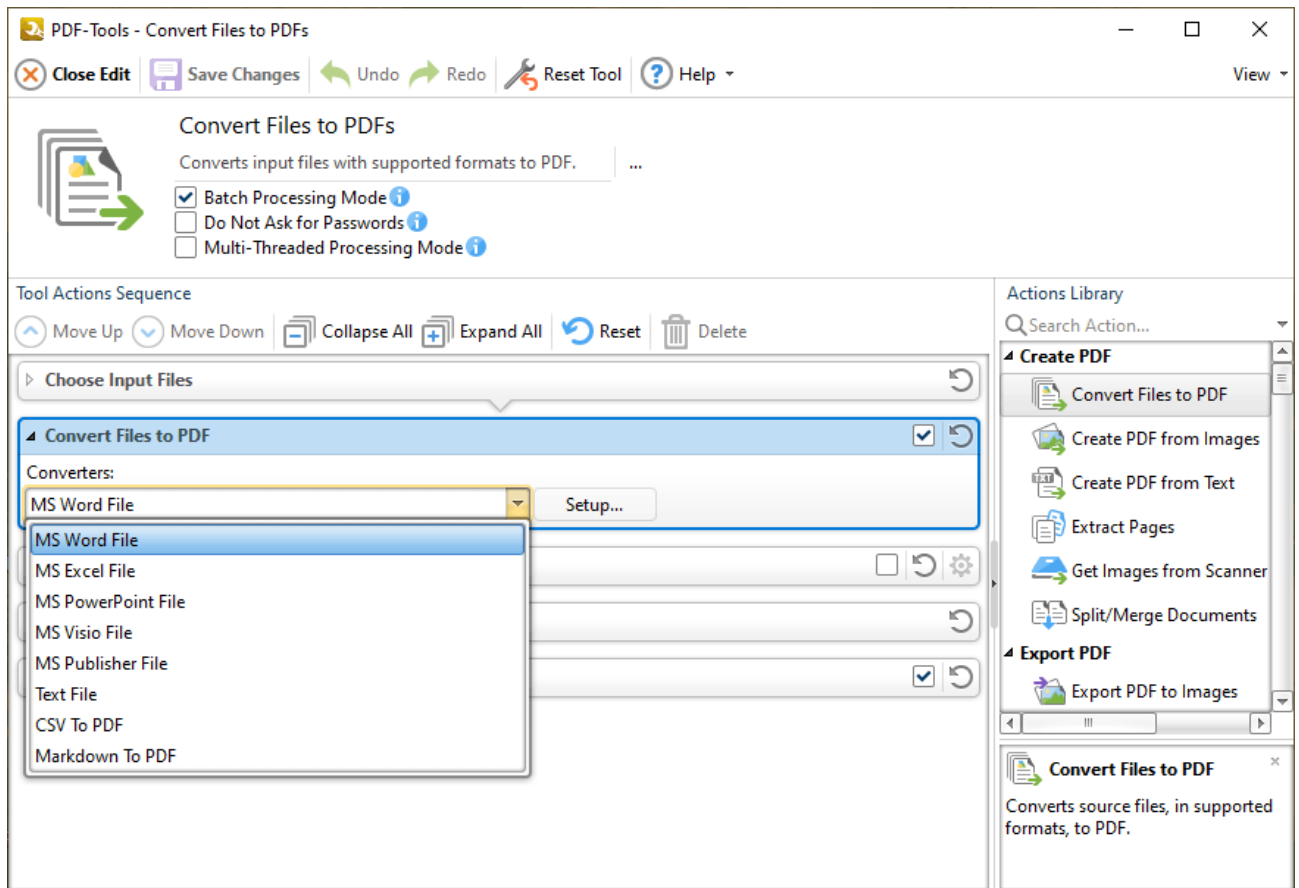 PDF-Tools - Convert Files to PDFs
Close Edit Save Changes Undo Redo Reset Tool Help View
Convert Files to PDFs
Converts input files with supported formats to PDF. ...
Batch Processing Mode
Do Not Ask for Passwords
Multi-Threaded Processing Mode
Tool Actions Sequence
Move Up Move Down Collapse All Expand All Reset Delete
Choose Input Files
Convert Files to PDF
Converters:
MS Word File Setup...
MS Word File
MS Excel File
MS PowerPoint File
MS Visio File
MS Publisher File
Text File
CSV To PDF
Markdown To PDF
Actions Library
Search Action...
Create PDF
Convert Files to PDF
Create PDF from Images
TXT Create PDF from Text
Extract Pages
Get Images from Scanner
Split/Merge Documents
Export PDF
Export PDF to Images
Convert Files to PDF
Converts source files, in supported
formats, to PDF.